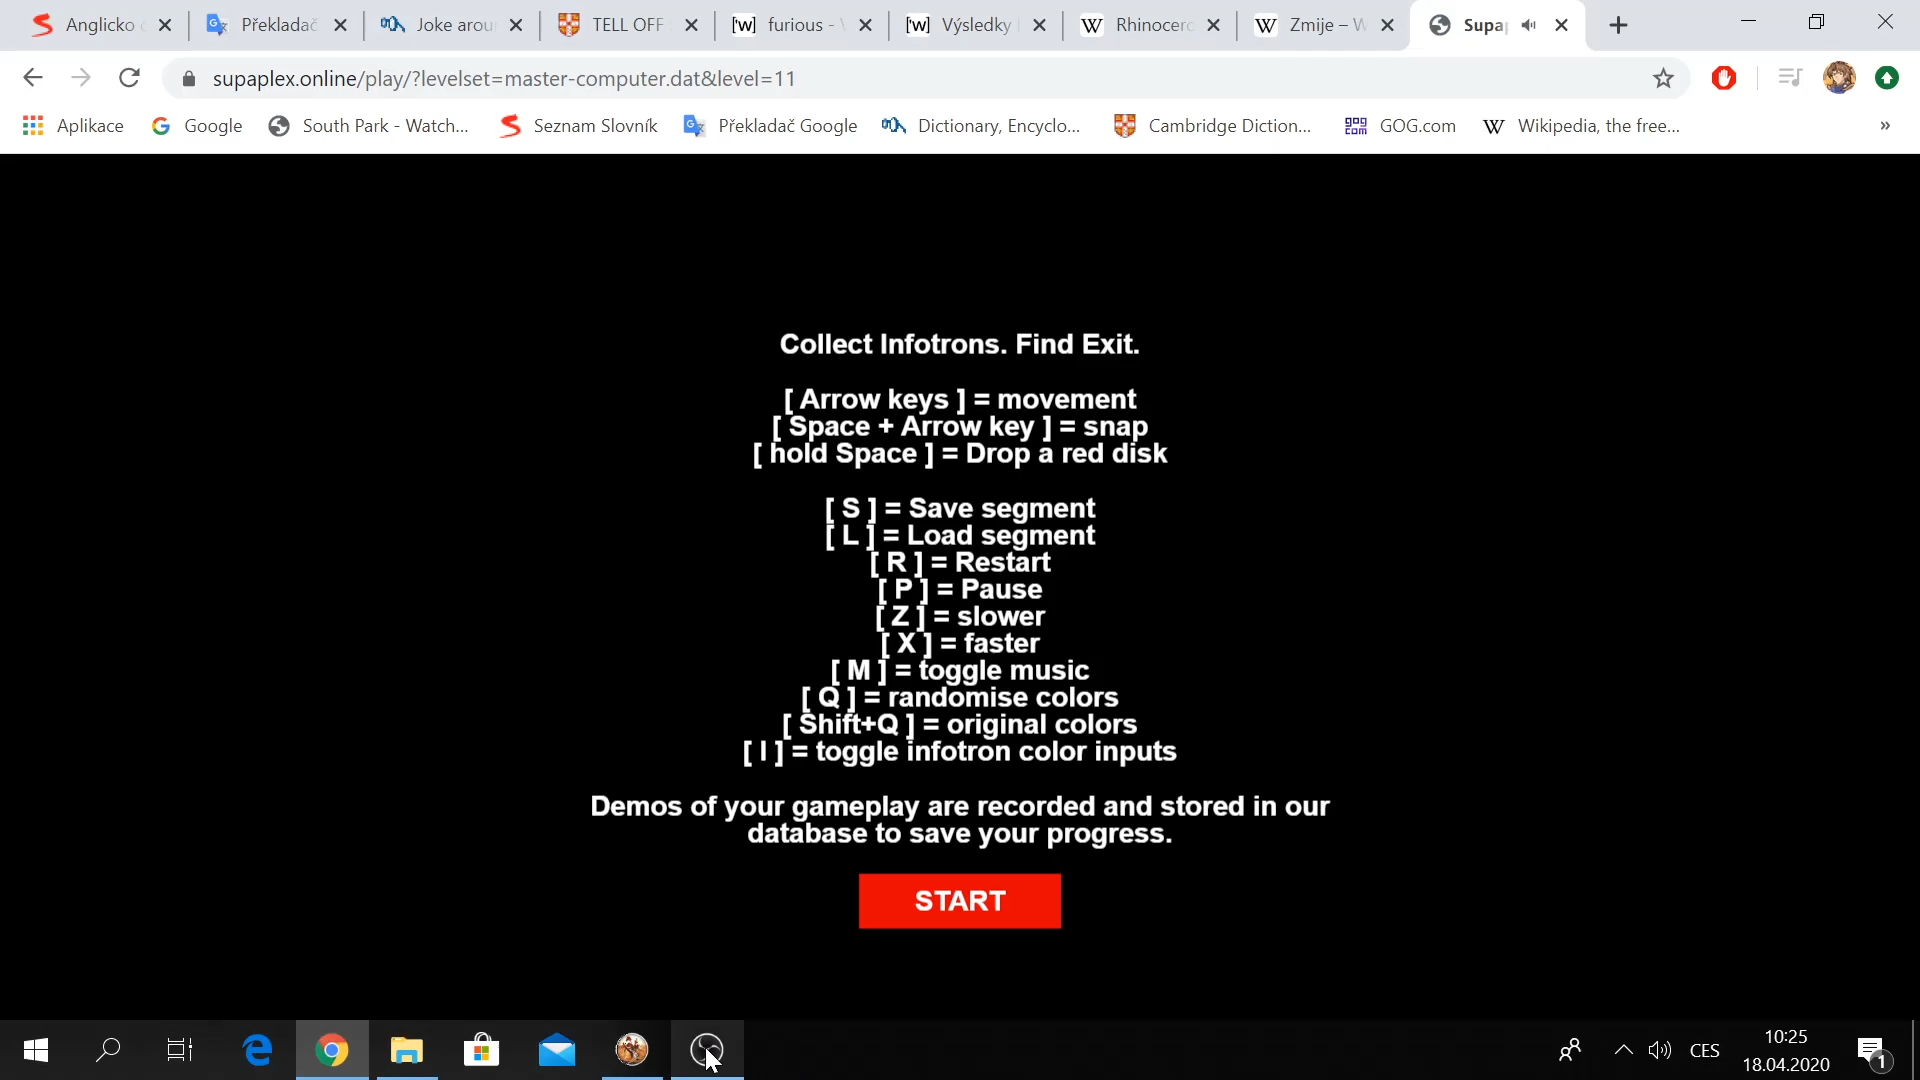 Anglicko
Překladač
Joke arou
TELL OFF
furious -
Výsledky
Rhinocero
Zmije – W
Supap
supaplex.online/play/?levelset=master-computer.dat&level=11
Aplikace
Google
South Park - Watch...
Seznam Slovník
Překladač Google
Dictionary, Encyclo...
Cambridge Diction...
GOG.com
Wikipedia, the free...
»
Collect Infotrons. Find Exit.
[ Arrow keys ] = movement
[ Space + Arrow key ] = snap
[ hold Space ] = Drop a red disk
[ S ] = Save segment
[ L ] = Load segment
[ R ] = Restart
[ P ] = Pause
[ Z ] = slower
[ X ] = faster
[ M ] = toggle music
[ Q ] = randomise colors
[ Shift+Q ] = original colors
[ I ] = toggle infotron color inputs
Demos of your gameplay are recorded and stored in our
database to save your progress.
START
CES
10:25
18.04.2020
1